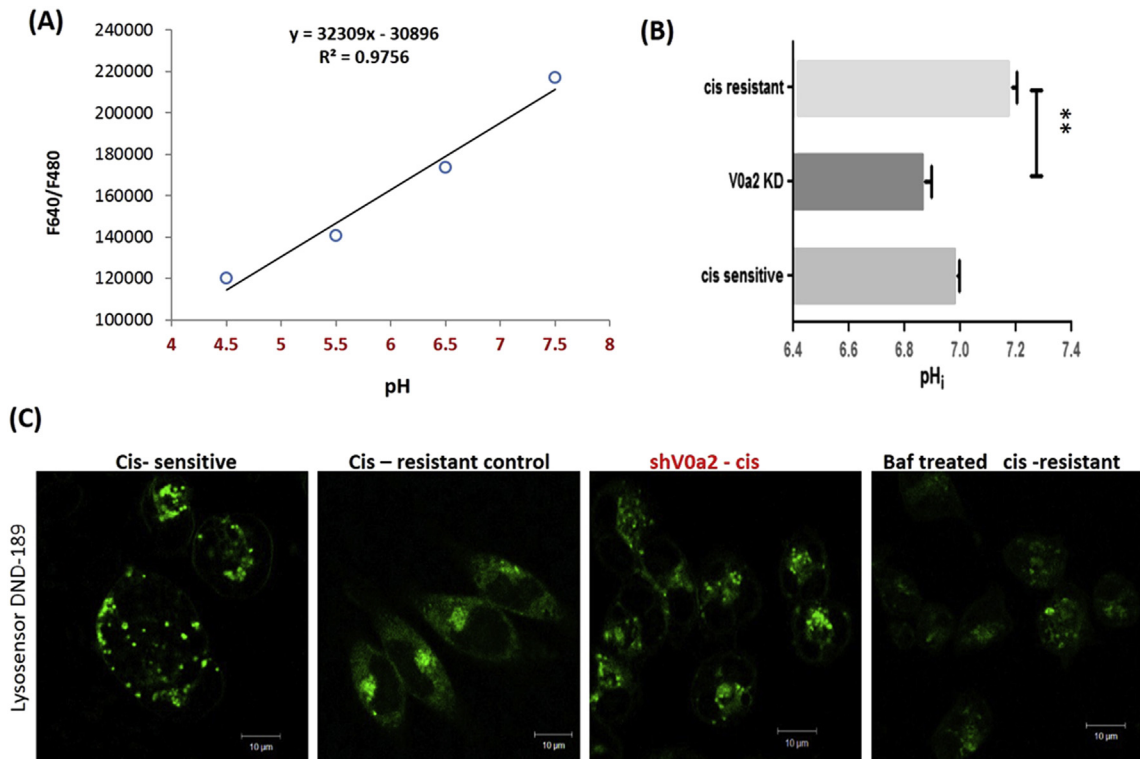 (A)
y = 32309x - 30896
R² = 0.9756
240000
220000
200000
180000
160000
140000
120000
100000
F640/F480
4 4.5 5 5.5 6 6.5 7 7.5 8
pH
(B)
cis resistant
V0a2 KD
cis sensitive
**
6.4 6.6 6.8 7.0 7.2 7.4
pHi
(C)
Cis- sensitive
Cis – resistant control
shV0a2 - cis
Baf treated cis -resistant
Lysosensor DND-189
10 µm
10 µm
10 µm
10 µm